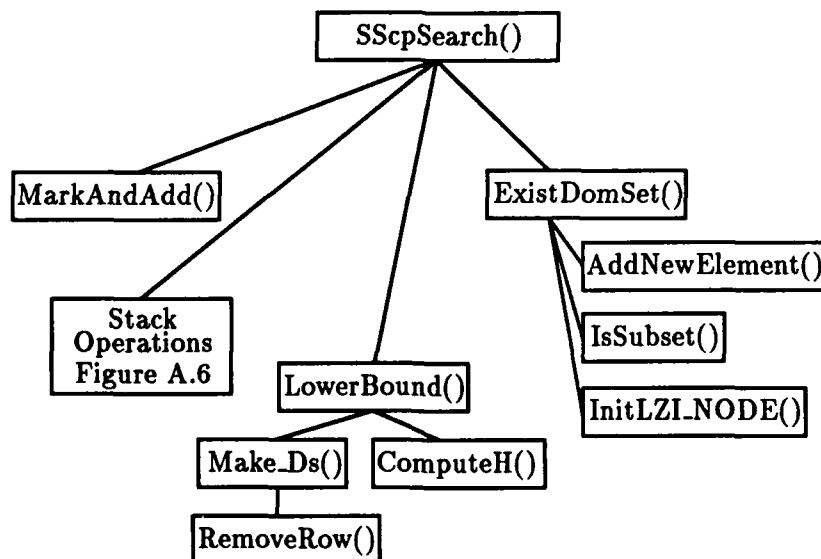 SScpSearch()
MarkAndAdd()
ExistDomSet()
AddNewElement()
Stack
Operations
Figure A.6
IsSubset()
LowerBound()
InitLZI_NODE()
Make_Ds()
ComputeH()
RemoveRow()